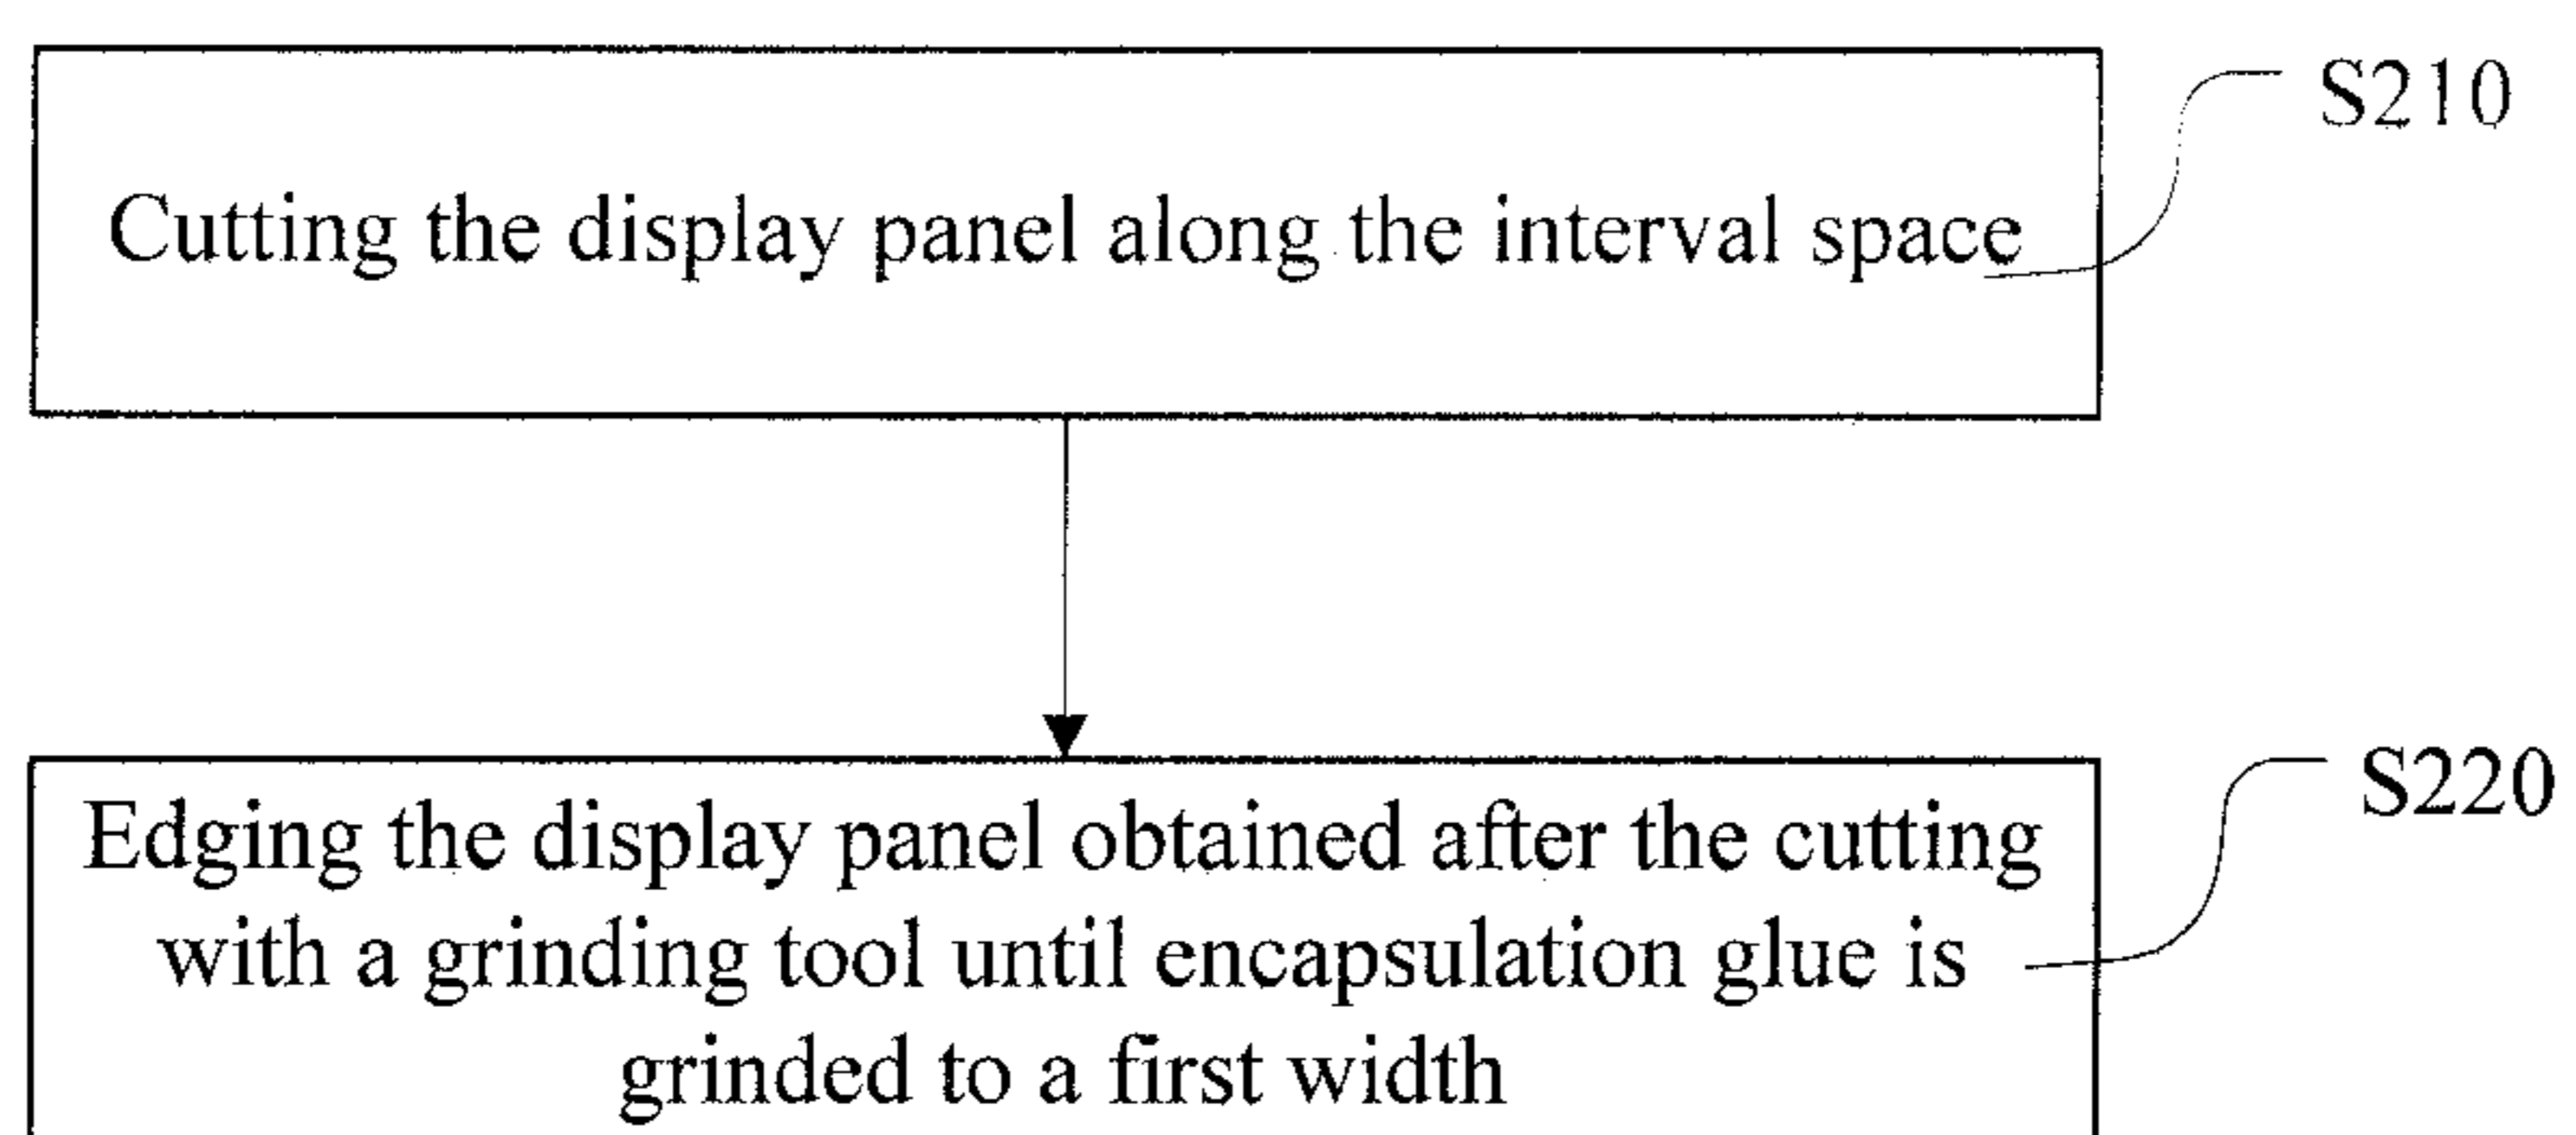 S210
Cutting the display panel along the interval space
S220
Edging the display panel obtained after the cutting
with a grinding tool until encapsulation glue is
grinded to a first width